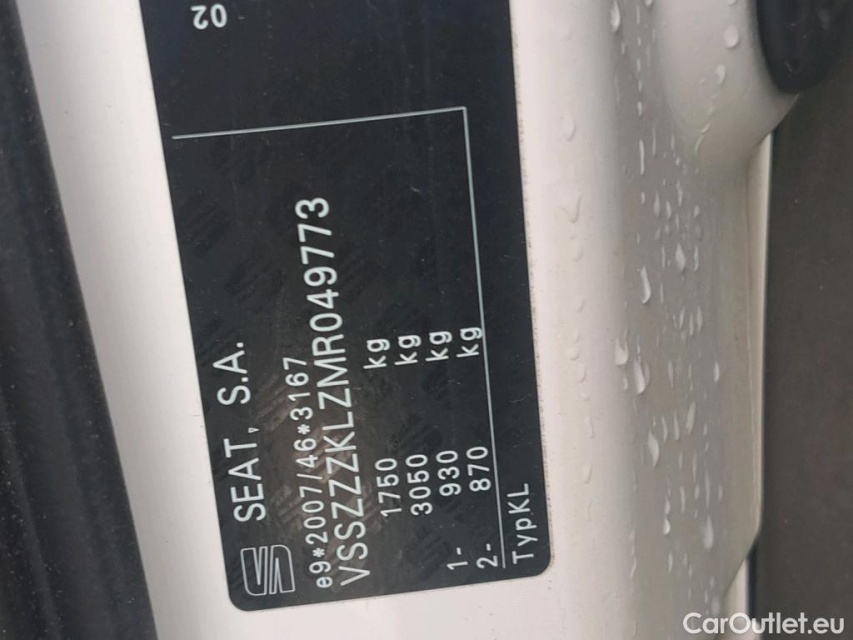 SEAT, S.A.
e9*2007/46*3167
VSSZZZKLZMR049773
1750 kg
3050 kg
1- 930 kg
2- 870 kg
TypKL
02
CarOutlet.eu